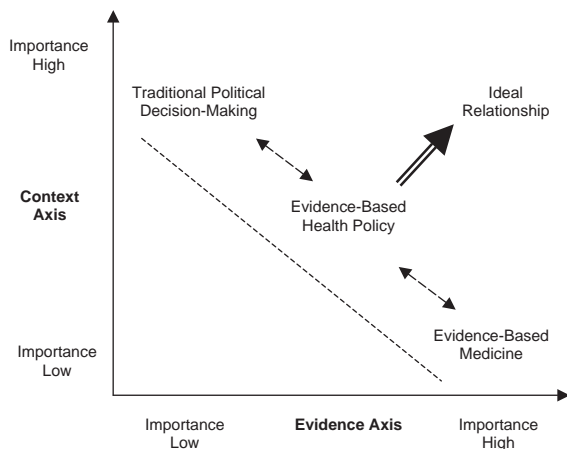 Importance
High
Traditional Political
Decision-Making
Ideal
Relationship
Context
Axis
Evidence-Based
Health Policy
Evidence-Based
Medicine
Importance
Low
Importance
Low
Evidence Axis
Importance
High